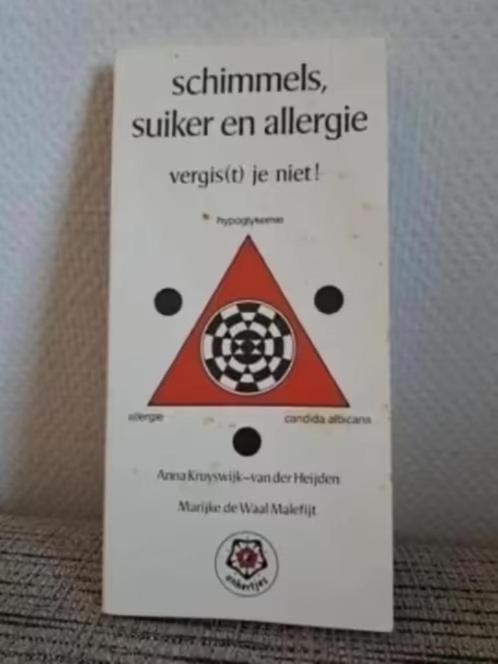 schimmels,
suiker en allergie
vergis(t) je niet!
hypoglykemie
allergie
candida albicans
Anna Kruyswijk–van der Heijden
Marijke de Waal Malefijt
ankertjes